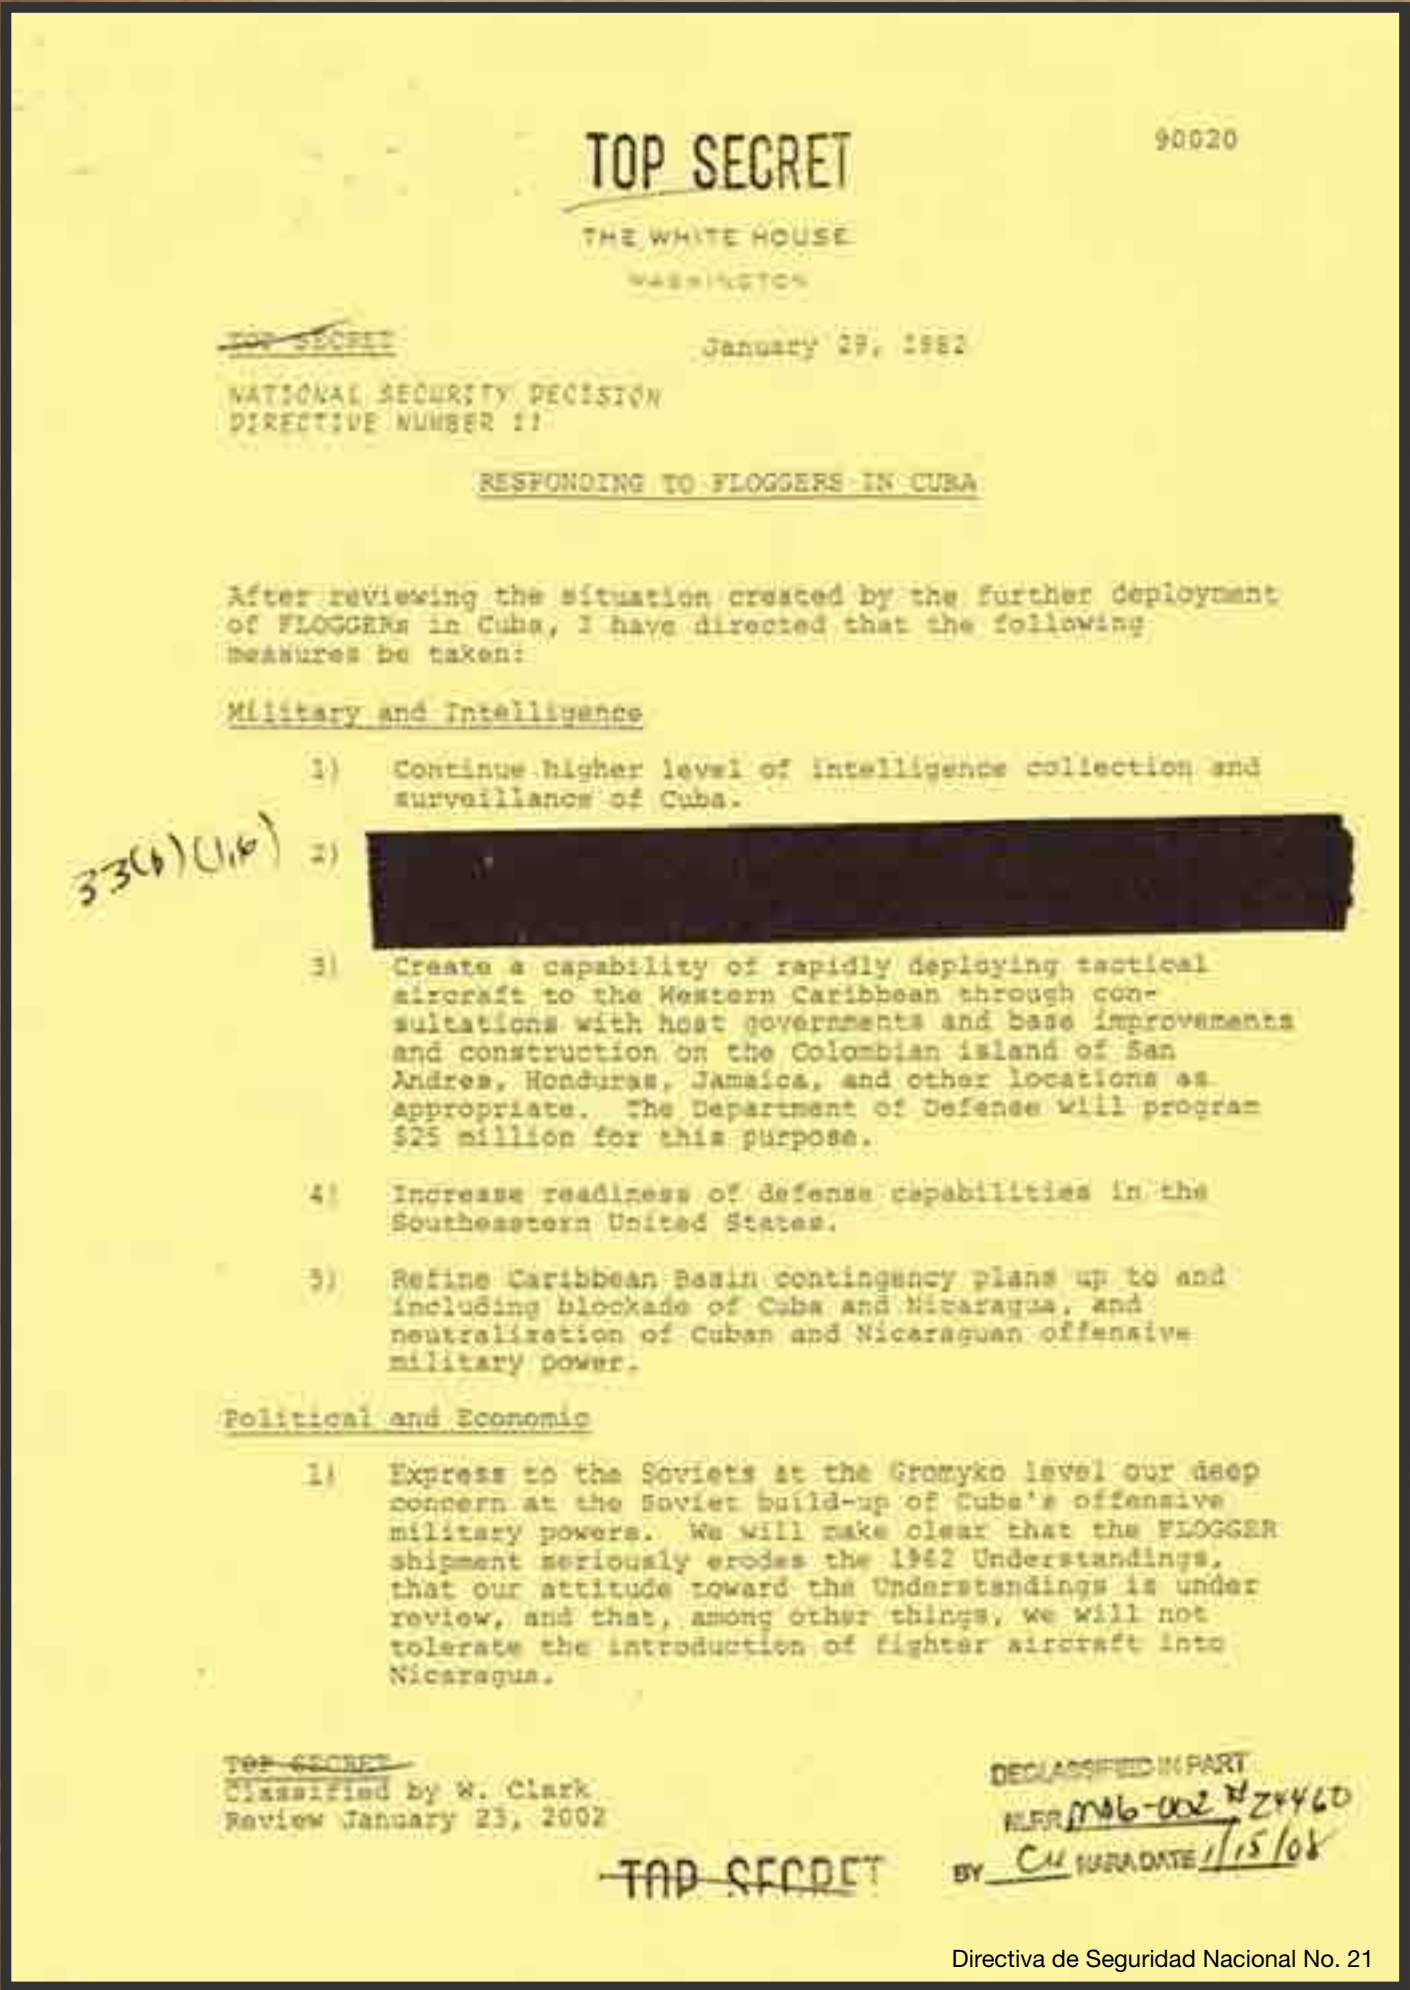 90020
TOP SECRET
THE WHITE HOUSE
WASHINGTON
TOP SECRET
January 29, 1982
NATIONAL SECURITY DECISION
DIRECTIVE NUMBER 21
RESPONDING TO FLOGGERS IN CUBA
After reviewing the situation created by the further deployment
of FLOGGERs in Cuba, I have directed that the following
measures be taken:
Military and Intelligence
1) Continue higher level of intelligence collection and
surveillance of Cuba.
33(b)(1,6) 2)
3) Create a capability of rapidly deploying tactical
aircraft to the Western Caribbean through con-
sultations with host governments and base improvements
and construction on the Colombian island of San
Andres, Honduras, Jamaica, and other locations as
appropriate. The Department of Defense will program
$25 million for this purpose.
4) Increase readiness of defense capabilities in the
Southeastern United States.
5) Refine Caribbean Basin contingency plans up to and
including blockade of Cuba and Nicaragua, and
neutralization of Cuban and Nicaraguan offensive
military power.
Political and Economic
1) Express to the Soviets at the Gromyko level our deep
concern at the Soviet build-up of Cuba's offensive
military powers. We will make clear that the FLOGGER
shipment seriously erodes the 1962 Understandings,
that our attitude toward the Understandings is under
review, and that, among other things, we will not
tolerate the introduction of fighter aircraft into
Nicaragua.
TOP SECRET
Classified by W. Clark
Review January 23, 2002
DECLASSIFIED IN PART
NLRR M06-002 #24460
BY CU NARA DATE 1/15/08
TOP SECRET
Directiva de Seguridad Nacional No. 21